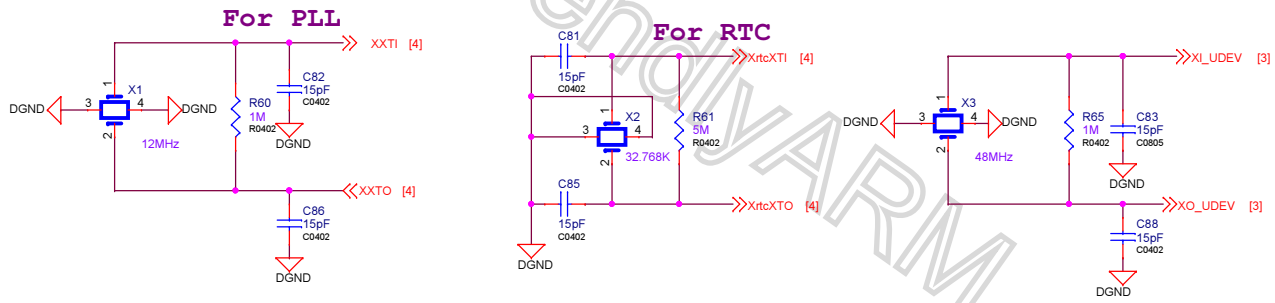 For PLL
XXTI [4]
C82
15pF
C0402
DGND
R60
1M
R0402
X1
1
2
3
4
DGND
DGND
12MHz
XXTO [4]
C86
15pF
C0402
DGND
For RTC
C81
15pF
C0402
XrtcXTI [4]
X2
1
2
3
4
32.768K
R61
5M
R0402
C85
15pF
C0402
XrtcXTO [4]
DGND
XI_UDEV [3]
X3
1
2
3
4
DGND
DGND
48MHz
R65
1M
R0402
C83
15pF
C0805
DGND
XO_UDEV [3]
C88
15pF
C0402
DGND
endlyARM